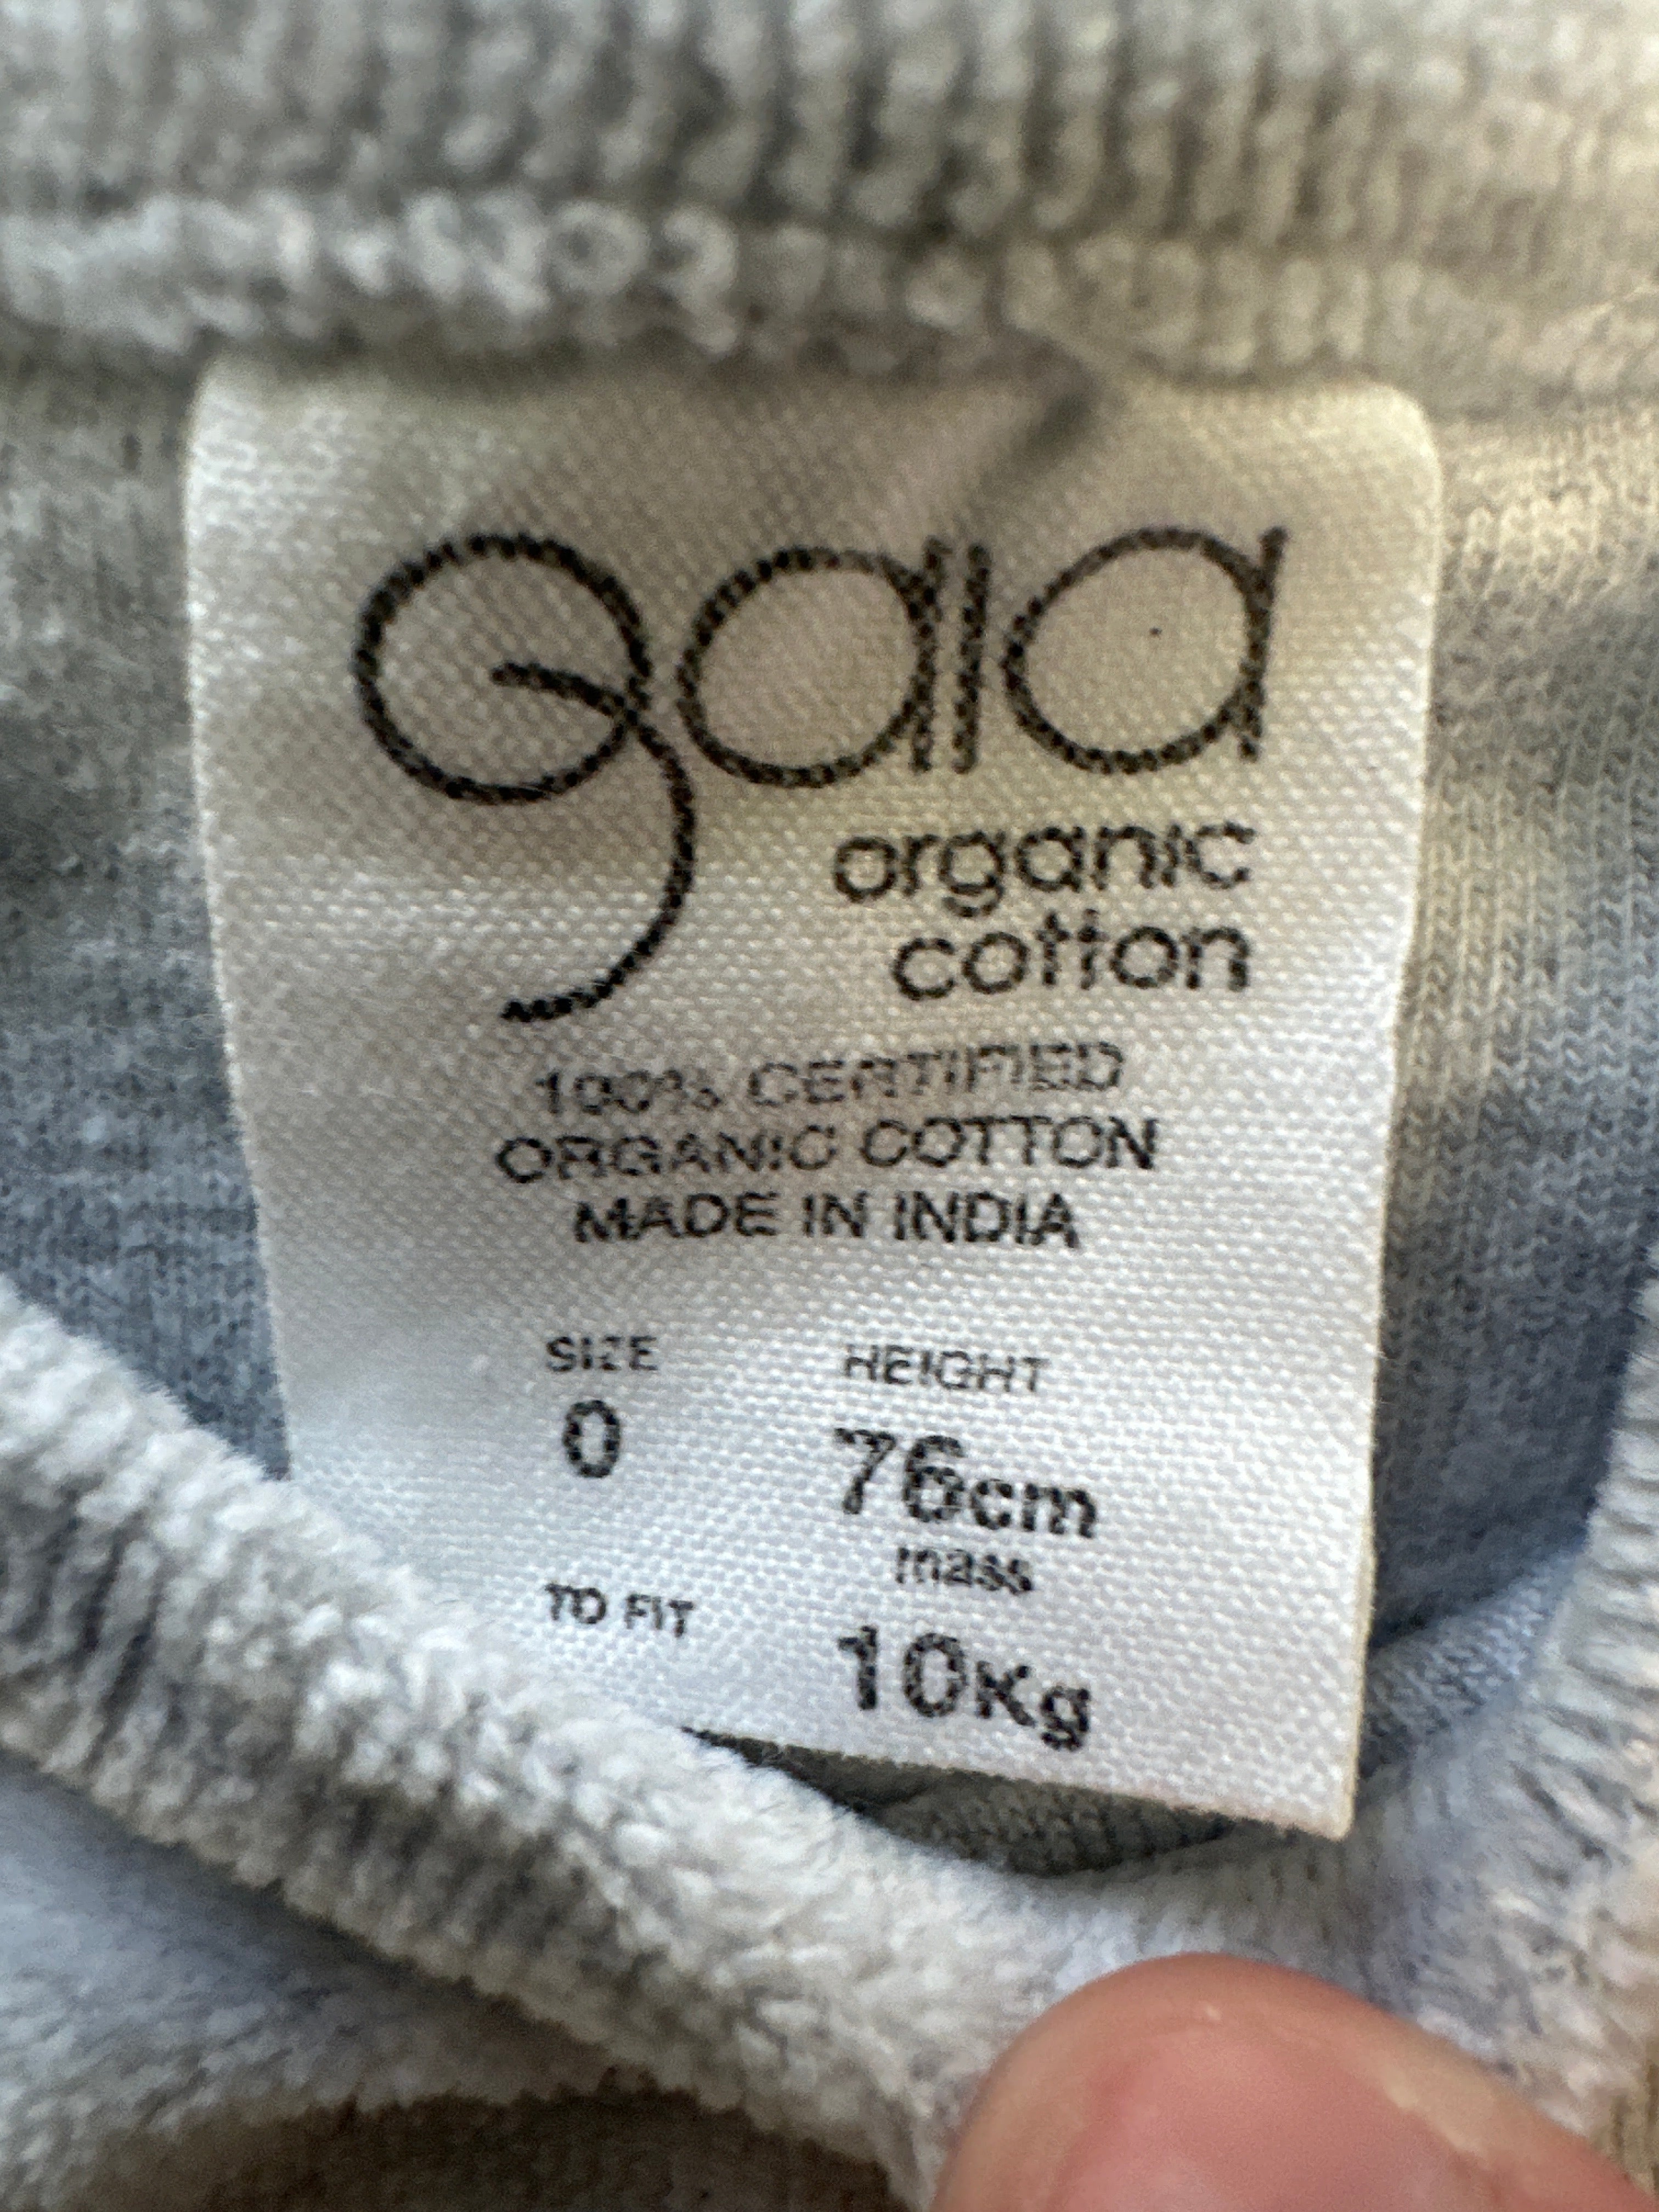 gaia
organic
cotton
100% CERTIFIED
ORGANIC COTTON
MADE IN INDIA
SIZE HEIGHT
0 76cm
mass
TO FIT 10Kg